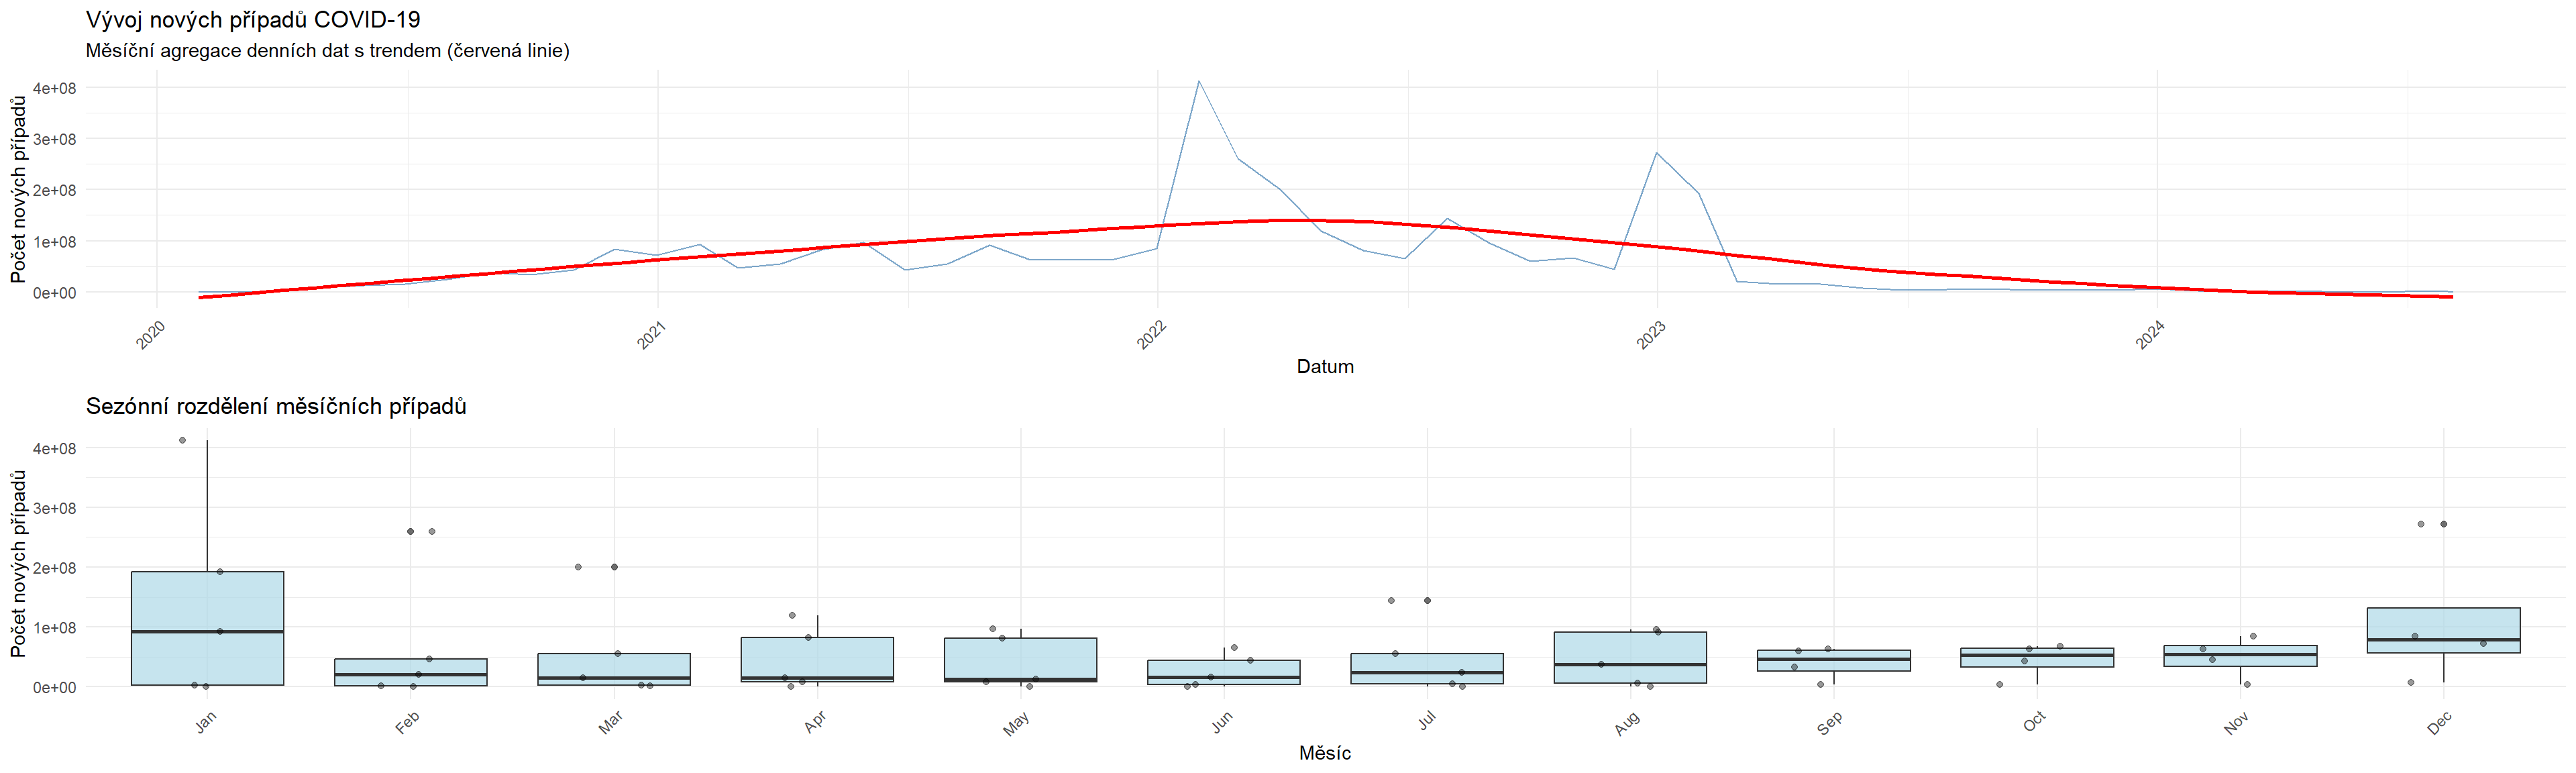 Vývoj nových případů COVID-19
Měsíční agregace denních dat s trendem (červená linie)
Počet nových případů
4e+08
3e+08
2e+08
1e+08
0e+00
2020
2021
2022
2023
2024
Datum
Sezónní rozdělení měsíčních případů
Počet nových případů
4e+08
3e+08
2e+08
1e+08
0e+00
Jan
Feb
Mar
Apr
May
Jun
Jul
Aug
Sep
Oct
Nov
Dec
Měsíc